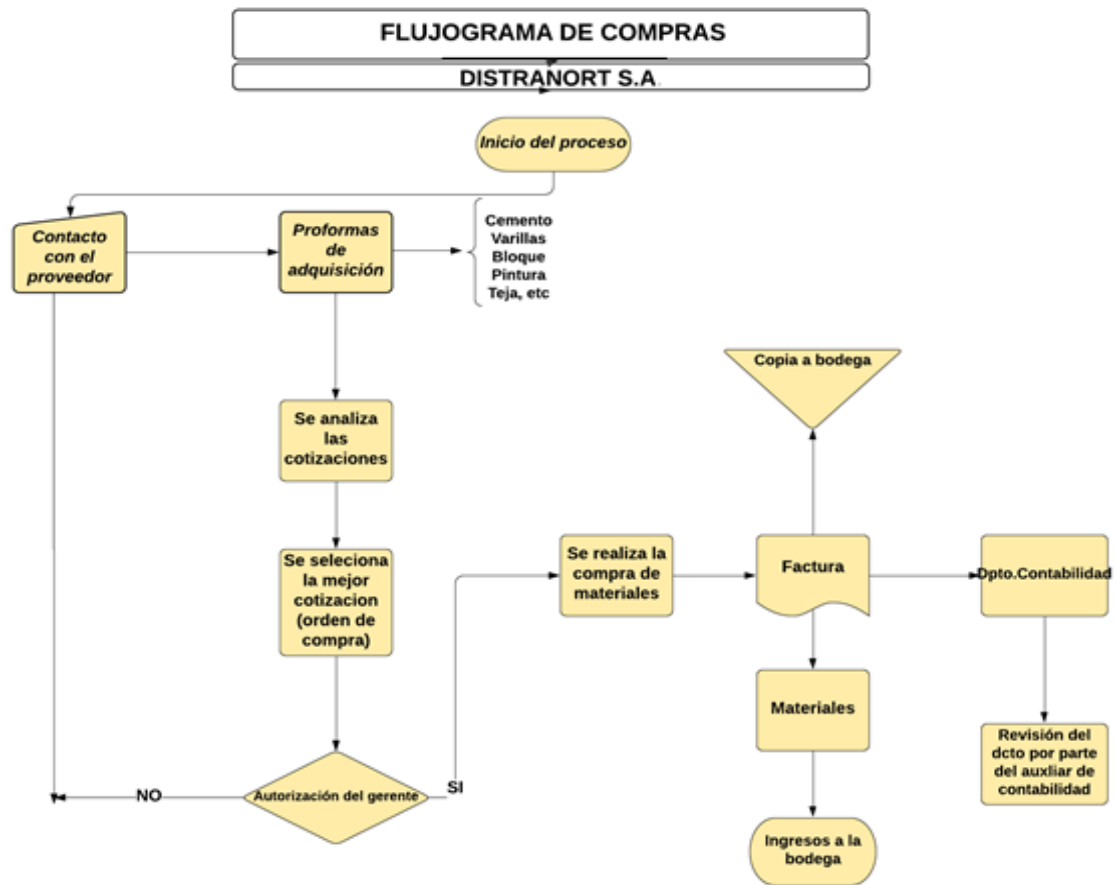 FLUJOGRAMA DE COMPRAS
DISTRANORT S.A.
Inicio del proceso
Contacto
con el
proveedor
Proformas
de
adquisición
Cemento
Varillas
Bloque
Pintura
Teja, etc
Copia a bodega
Se analiza
las
cotizaciones
Se seleciona
la mejor
cotizacion
(orden de
compra)
Se realiza la
compra de
materiales
Factura
Dpto.Contabilidad
Materiales
Revisión del
dcto por parte
del auxliar de
contabilidad
NO
Autorización del gerente
SI
Ingresos a la
bodega